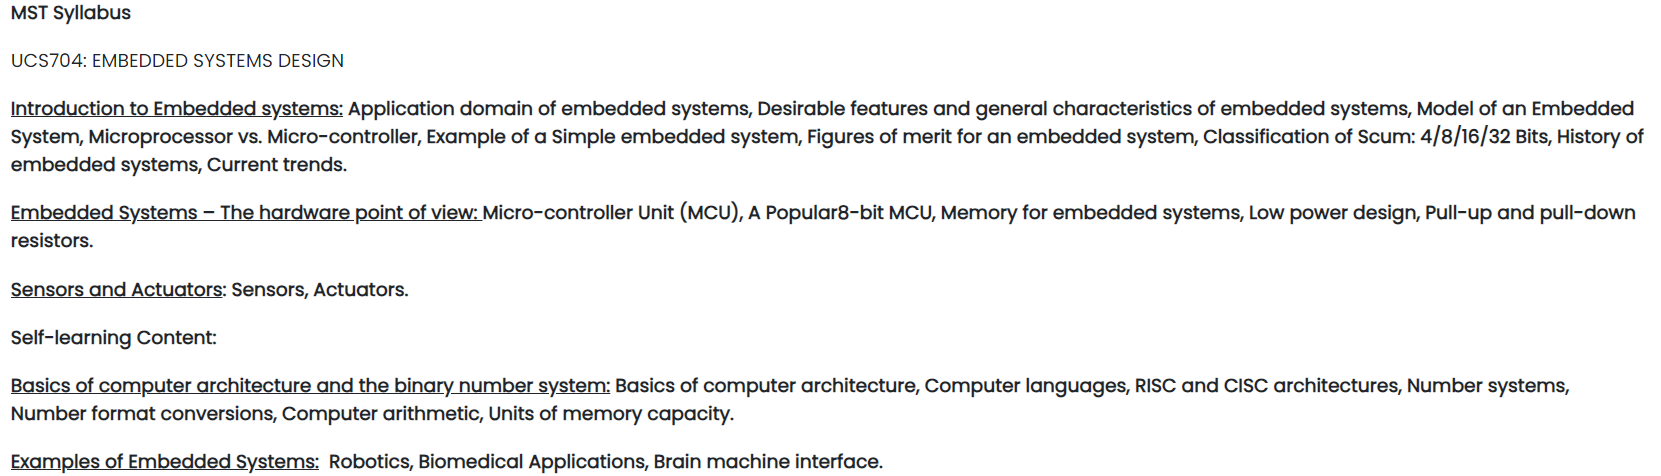 MST Syllabus
UCS704: EMBEDDED SYSTEMS DESIGN
Introduction to Embedded systems: Application domain of embedded systems, Desirable features and general characteristics of embedded systems, Model of an Embedded
System, Microprocessor vs. Micro-controller, Example of a Simple embedded system, Figures of merit for an embedded system, Classification of Scum: 4/8/16/32 Bits, History of
embedded systems, Current trends.
Embedded Systems – The hardware point of view: Micro-controller Unit (MCU), A Popular8-bit MCU, Memory for embedded systems, Low power design, Pull-up and pull-down
resistors.
Sensors and Actuators: Sensors, Actuators.
Self-learning Content:
Basics of computer architecture and the binary number system: Basics of computer architecture, Computer languages, RISC and CISC architectures, Number systems,
Number format conversions, Computer arithmetic, Units of memory capacity.
Examples of Embedded Systems: Robotics, Biomedical Applications, Brain machine interface.